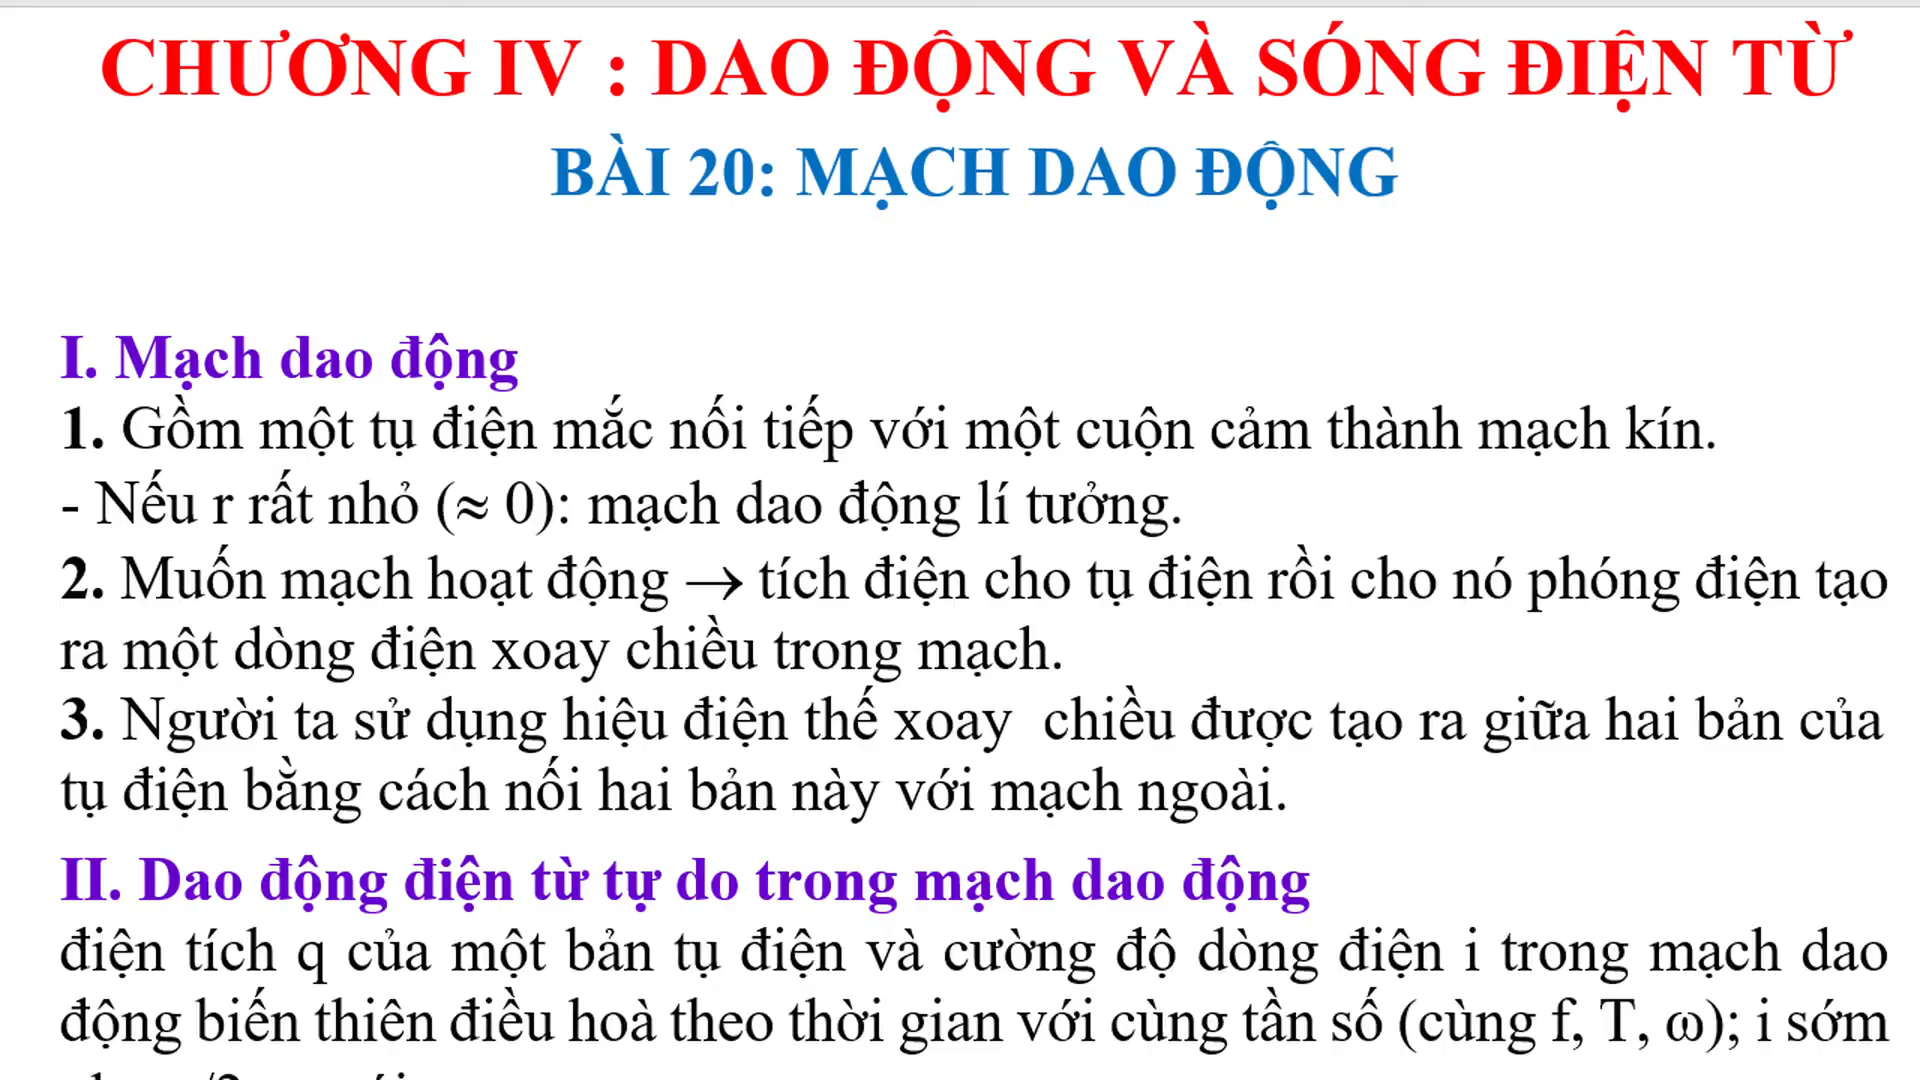 CHƯƠNG IV : DAO ĐỘNG VÀ SÓNG ĐIỆN TỪ
BÀI 20: MẠCH DAO ĐỘNG
I. Mạch dao động
1. Gồm một tụ điện mắc nối tiếp với một cuộn cảm thành mạch kín.
- Nếu r rất nhỏ (≈ 0): mạch dao động lí tưởng.
2. Muốn mạch hoạt động → tích điện cho tụ điện rồi cho nó phóng điện tạo
ra một dòng điện xoay chiều trong mạch.
3. Người ta sử dụng hiệu điện thế xoay  chiều được tạo ra giữa hai bản của
tụ điện bằng cách nối hai bản này với mạch ngoài.
II. Dao động điện từ tự do trong mạch dao động
điện tích q của một bản tụ điện và cường độ dòng điện i trong mạch dao
động biến thiên điều hoà theo thời gian với cùng tần số (cùng f, T, ω); i sớm